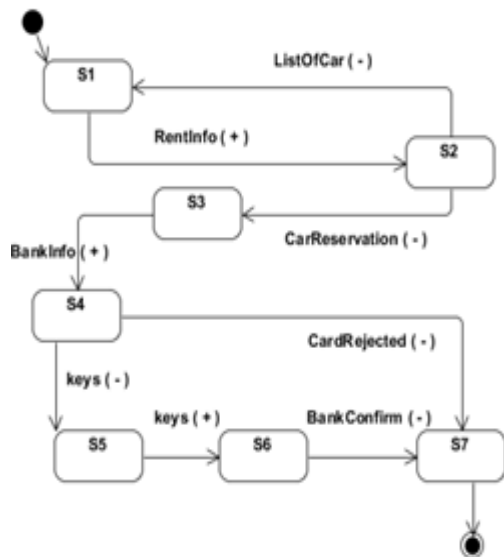 S1
ListOfCar ( - )
RentInfo ( + )
S2
S3
CarReservation ( - )
BankInfo ( + )
S4
CardRejected ( - )
keys ( - )
keys ( + )
BankConfirm ( - )
S5
S6
S7